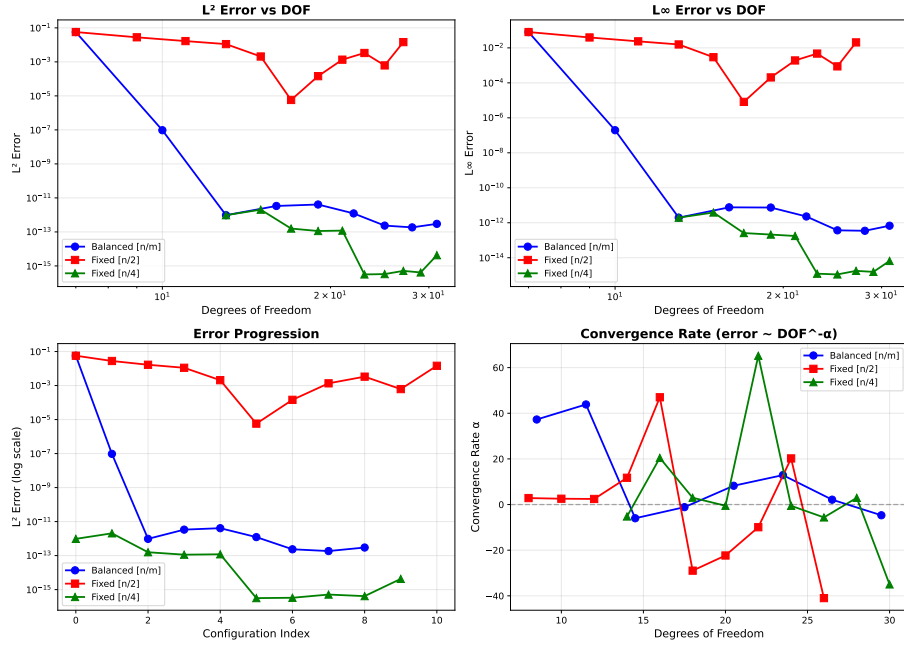 L² Error vs DOF
L² Error
10⁻¹
10⁻³
10⁻⁵
10⁻⁷
10⁻⁹
10⁻¹¹
10⁻¹³
10⁻¹⁵
Balanced [n/m]
Fixed [n/2]
Fixed [n/4]
10¹
2 × 10¹
3 × 10¹
Degrees of Freedom
L∞ Error vs DOF
L∞ Error
10⁻²
10⁻⁴
10⁻⁶
10⁻⁸
10⁻¹⁰
10⁻¹²
10⁻¹⁴
Balanced [n/m]
Fixed [n/2]
Fixed [n/4]
10¹
2 × 10¹
3 × 10¹
Degrees of Freedom
Error Progression
L² Error (log scale)
10⁻¹
10⁻³
10⁻⁵
10⁻⁷
10⁻⁹
10⁻¹¹
10⁻¹³
10⁻¹⁵
Balanced [n/m]
Fixed [n/2]
Fixed [n/4]
0 2 4 6 8 10
Configuration Index
Convergence Rate (error ~ DOF^-α)
Convergence Rate α
60
40
20
0
−20
−40
Balanced [n/m]
Fixed [n/2]
Fixed [n/4]
10 15 20 25 30
Degrees of Freedom